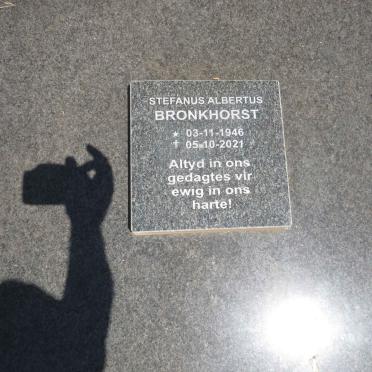 STEFANUS ALBERTUS
BRONKHORST
★ 03-11-1946
✝ 05-10-2021
Altyd in ons
gedagtes vir
ewig in ons
harte!